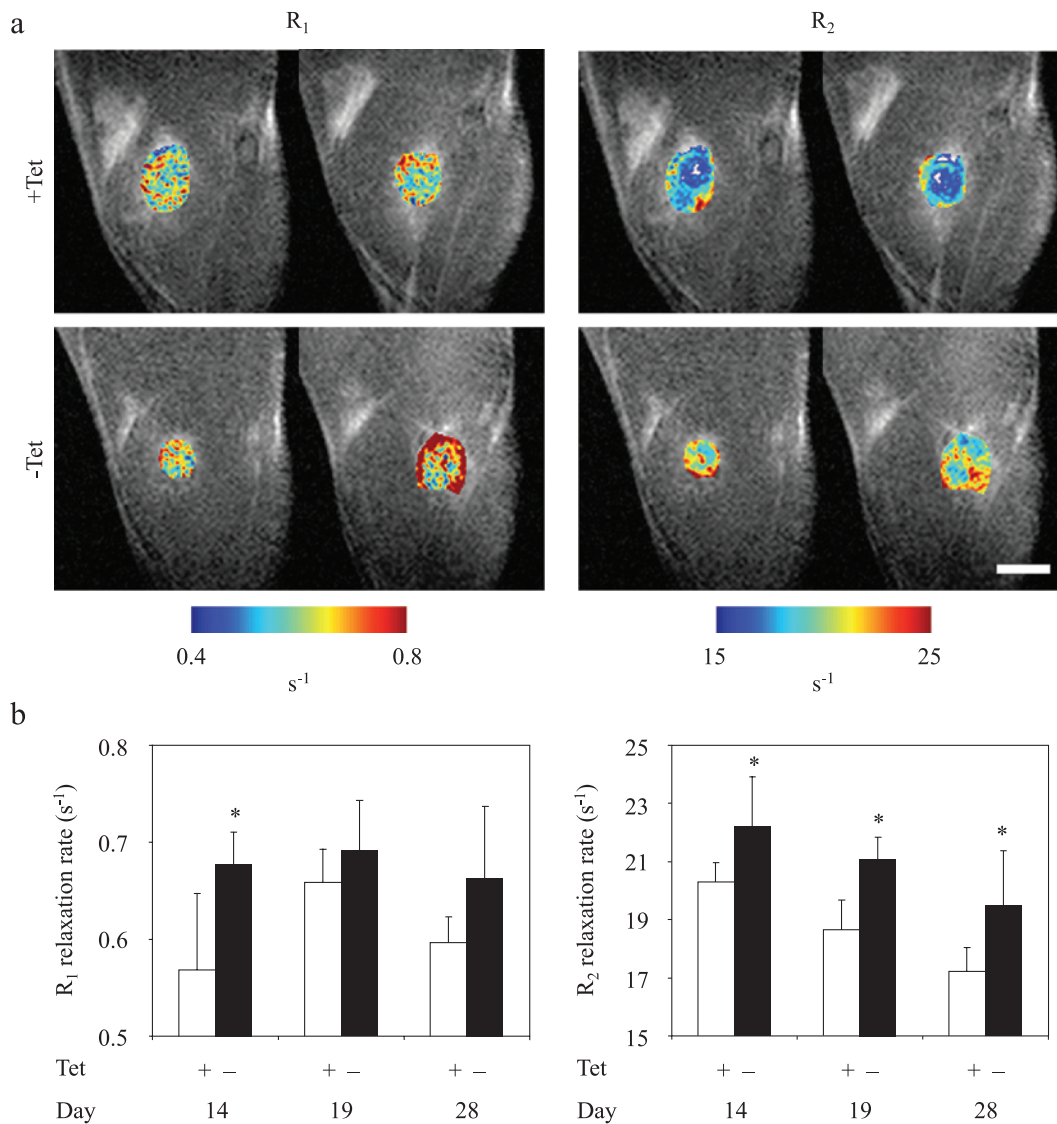 a
R1 R2
+Tet
-Tet
0.4 0.8 15 25
s-1 s-1
b
R1 relaxation rate (s-1)
0.8
0.7
0.6
0.5
*
R2 relaxation rate (s-1)
25
23
21
19
17
15
* * *
Tet + – + – + – + – + – + –
Day 14 19 28 14 19 28